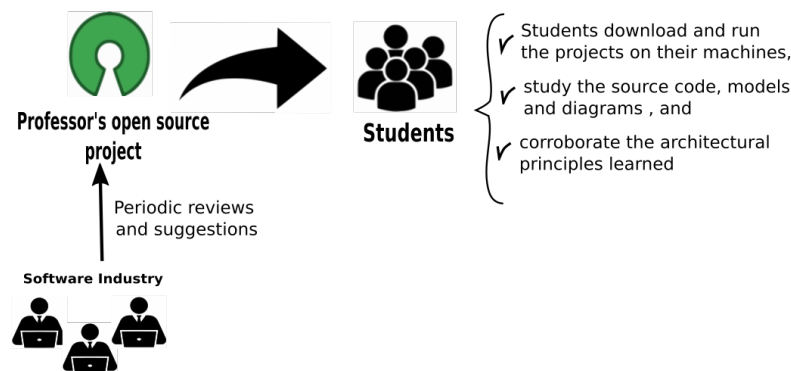 Professor's open source
project
Students
Students download and run
the projects on their machines,
study the source code, models
and diagrams , and
corroborate the architectural
principles learned
Periodic reviews
and suggestions
Software Industry